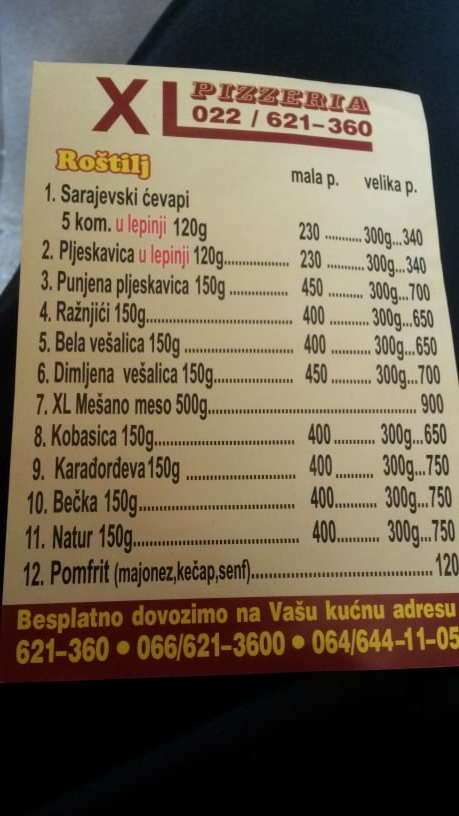 XL PIZZERIA
022 / 621-360
Roštilj
mala p. velika p.
1. Sarajevski ćevapi
5 kom. u lepinji 120g 230 .......... 300g...340
2. Pljeskavica u lepinji 120g.................. 230 ........... 300g...340
3. Punjena pljeskavica 150g ................ 450 .......... 300g...700
4. Ražnjići 150g........................................ 400 ........... 300g...650
5. Bela vešalica 150g ............................. 400 ........... 300g...650
6. Dimljena vešalica 150g..................... 450 ........... 300g...700
7. XL Mešano meso 500g........................................................ 900
8. Kobasica 150g...................................... 400........... 300g...650
9. Karađorđeva 150g ............................... 400 .......... 300g...750
10. Bečka 150g.......................................... 400........... 300g...750
11. Natur 150g............................................ 400........... 300g...750
12. Pomfrit (majonez,kečap,senf)............................................... 120
Besplatno dovozimo na Vašu kućnu adresu
621-360 • 066/621-3600 • 064/644-11-05